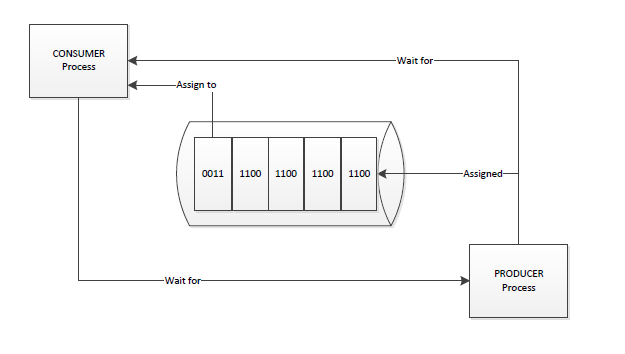 CONSUMER
Process
Wait for
Assign to
0011 1100 1100 1100 1100
Assigned
Wait for
PRODUCER
Process